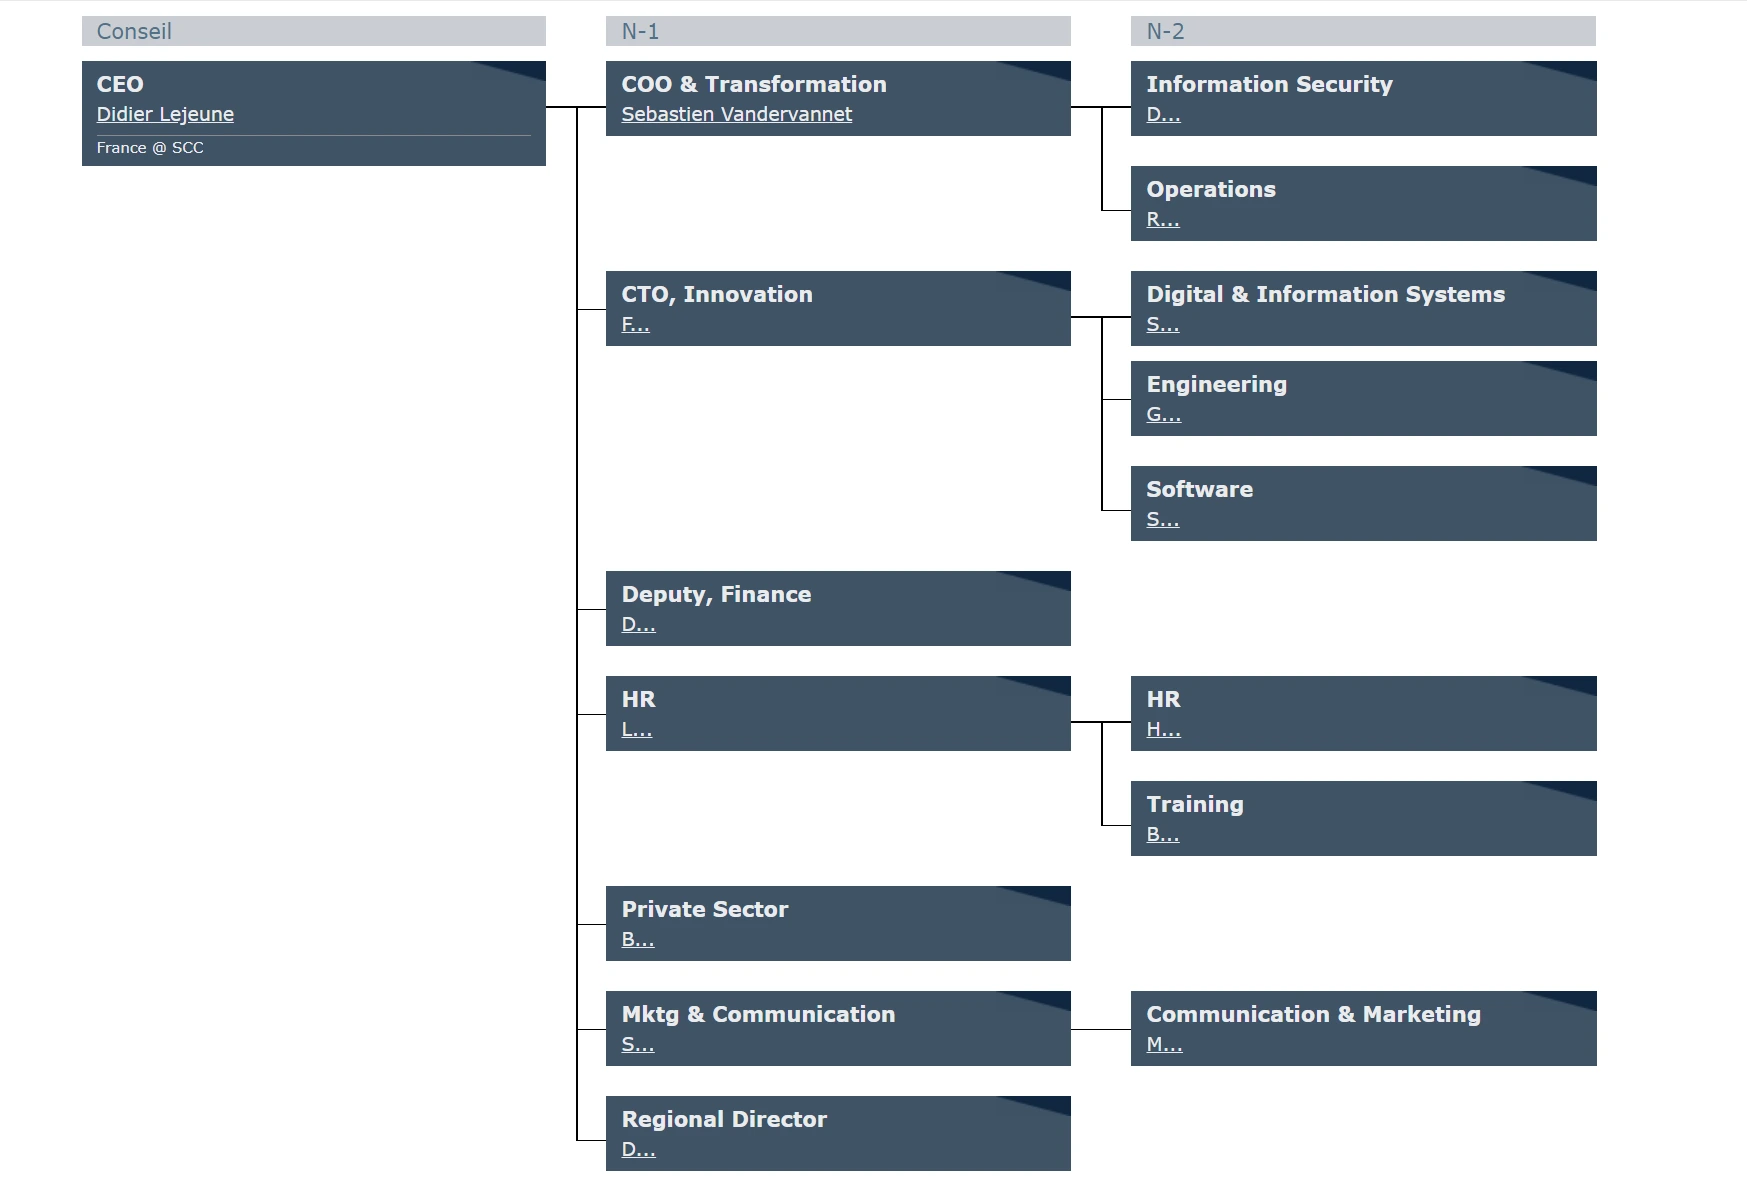 Conseil
N-1
N-2
CEO
Didier Lejeune
France @ SCC
COO & Transformation
Sebastien Vandervannet
Information Security
D...
Operations
R...
CTO, Innovation
F...
Digital & Information Systems
S...
Engineering
G...
Software
S...
Deputy, Finance
D...
HR
L...
HR
H...
Training
B...
Private Sector
B...
Mktg & Communication
S...
Communication & Marketing
M...
Regional Director
D...